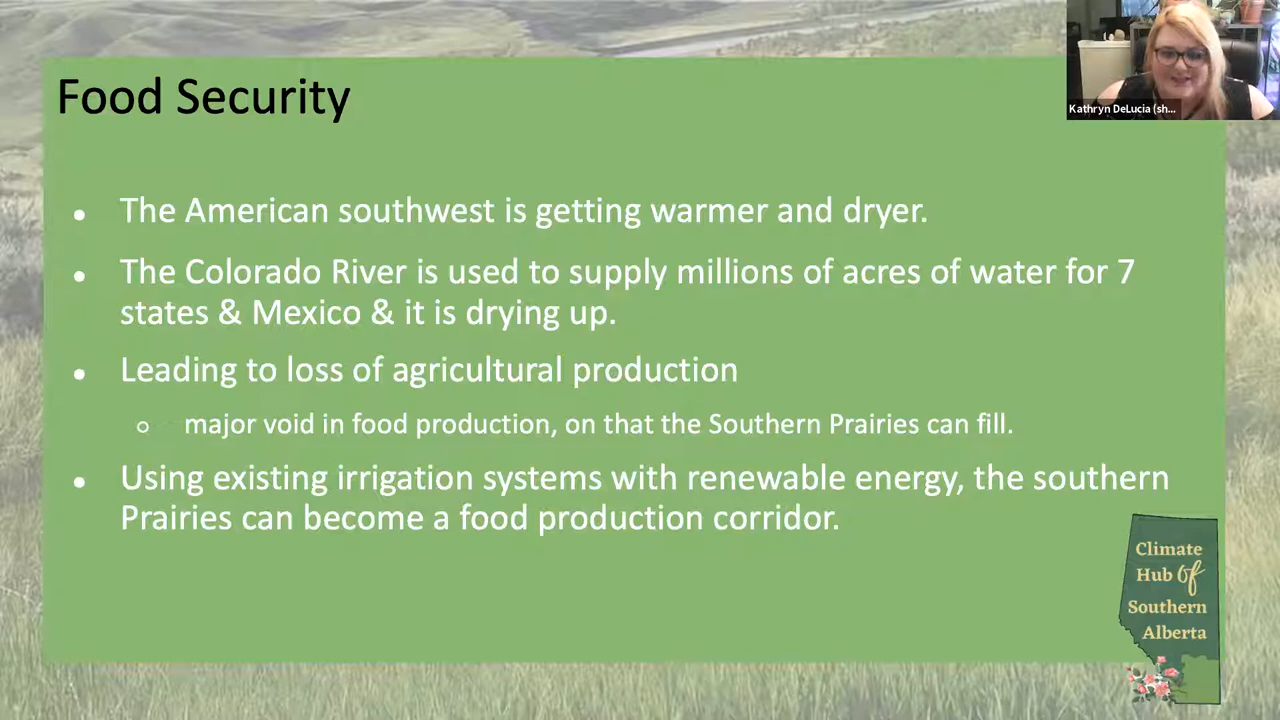 Food Security
Kathryn DeLucia (sh...
● The American southwest is getting warmer and dryer.
● The Colorado River is used to supply millions of acres of water for 7
states & Mexico & it is drying up.
● Leading to loss of agricultural production
○ major void in food production, on that the Southern Prairies can fill.
● Using existing irrigation systems with renewable energy, the southern
Prairies can become a food production corridor.
Climate
Hub of
Southern
Alberta